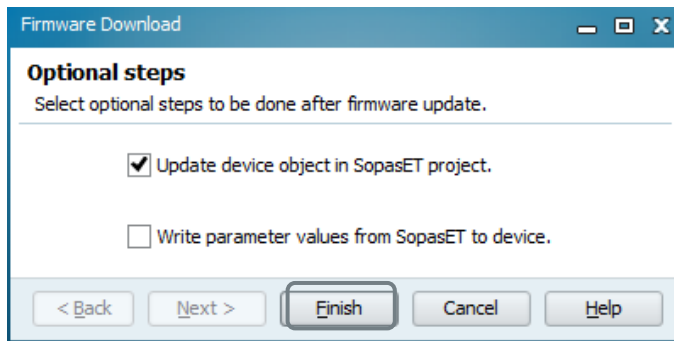 Firmware Download
Optional steps
Select optional steps to be done after firmware update.
Update device object in SopasET project.
Write parameter values from SopasET to device.
< Back Next > Finish Cancel Help